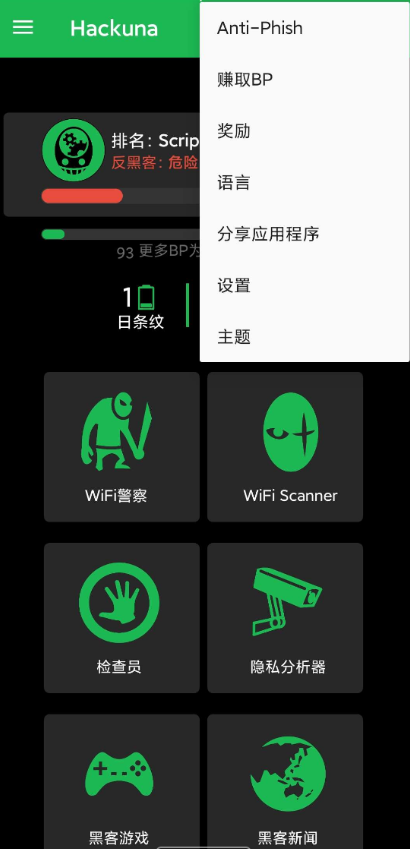 Hackuna
Anti-Phish
赚取BP
奖励
语言
分享应用程序
设置
主题
排名: Scrip
反黑客: 危险
93 更多BP为
1
日条纹
WiFi警察
WiFi Scanner
检查员
隐私分析器
黑客游戏
黑客新闻